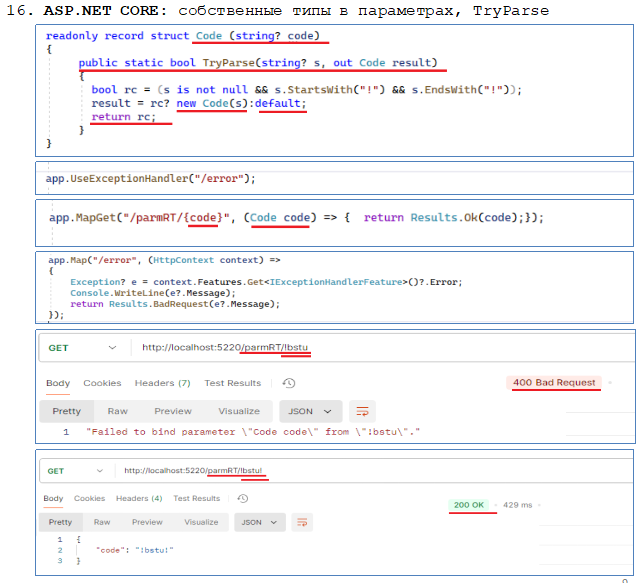 16. ASP.NET CORE: собственные типы в параметрах, TryParse
readonly record struct Code (string? code)
{
public static bool TryParse(string? s, out Code result)
{
bool rc = (s is not null && s.StartsWith("!") && s.EndsWith("!"));
result = rc? new Code(s):default;
return rc;
}
}
app.UseExceptionHandler("/error");
app.MapGet("/parmRT/{code}", (Code code) => { return Results.Ok(code);});
app.Map("/error", (HttpContext context) =>
{
Exception? e = context.Features.Get<IExceptionHandlerFeature>()?.Error;
Console.WriteLine(e?.Message);
return Results.BadRequest(e?.Message);
});
GET http://localhost:5220/parmRT/!bstu
Body Cookies Headers (7) Test Results 400 Bad Request
Pretty Raw Preview Visualize JSON
1 "Failed to bind parameter \"Code code\" from \"!bstu\"."
GET http://localhost:5220/parmRT/!bstu!
Body Cookies Headers (4) Test Results 200 OK 429 ms
Pretty Raw Preview Visualize JSON
1 {
2 "code": "!bstu!"
3 }